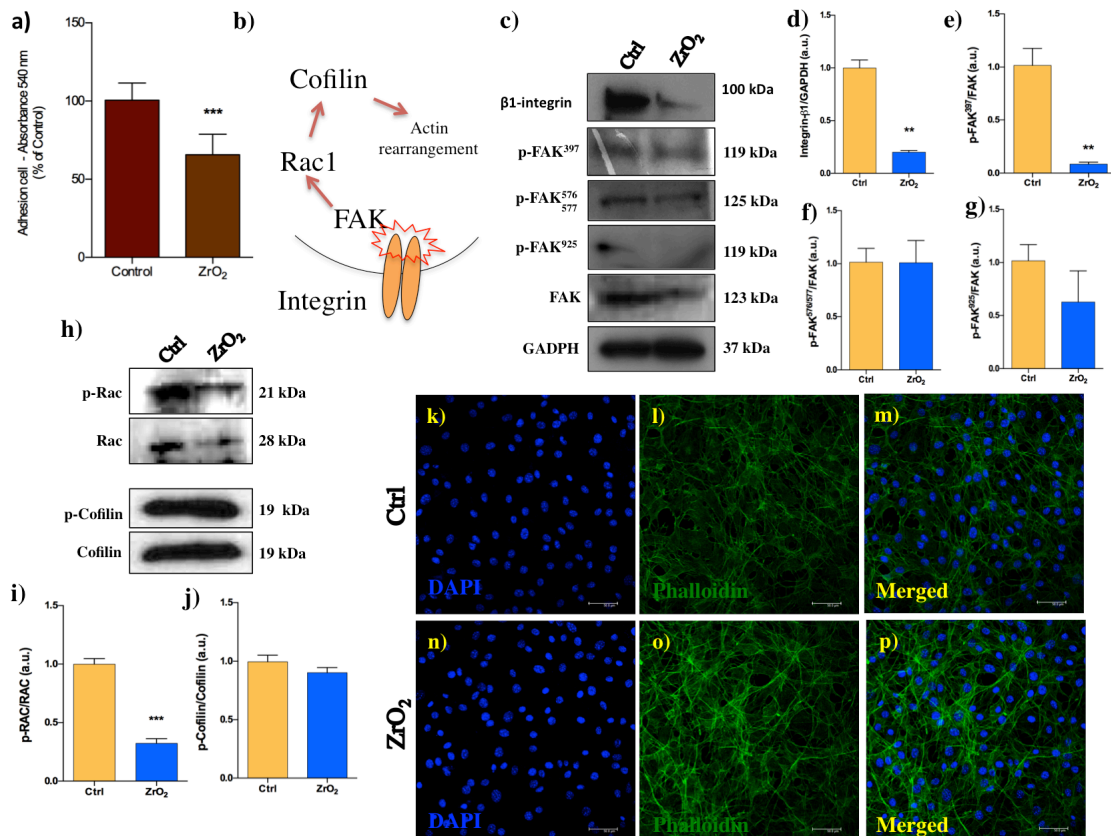 a)
Adhesion cell - Absorbance 540 nm
(% of Control)
150
100
50
0
***
Control
ZrO₂
b)
Cofilin
Actin
rearrangement
Rac1
FAK
Integrin
c)
Ctrl
ZrO₂
β1-integrin
100 kDa
p-FAK³⁹⁷
119 kDa
p-FAK⁵⁷⁶₅₇₇
125 kDa
p-FAK⁹²⁵
119 kDa
FAK
123 kDa
GADPH
37 kDa
d)
Integrin-β1/GAPDH (a.u.)
1.5
1.0
0.5
0.0
**
Ctrl
ZrO₂
e)
p-FAK³⁹⁷/FAK (a.u.)
1.5
1.0
0.5
0.0
**
Ctrl
ZrO₂
f)
p-FAK⁵⁷⁶/⁵⁷⁷/FAK (a.u.)
1.5
1.0
0.5
0.0
Ctrl
ZrO₂
g)
p-FAK⁹²⁵/FAK (a.u.)
1.5
1.0
0.5
0.0
Ctrl
ZrO₂
h)
Ctrl
ZrO₂
p-Rac
21 kDa
Rac
28 kDa
p-Cofilin
19 kDa
Cofilin
19 kDa
i)
p-RAC/RAC (a.u.)
1.5
1.0
0.5
0.0
***
Ctrl
ZrO₂
j)
p-Cofilin/Cofilin (a.u.)
1.5
1.0
0.5
0.0
Ctrl
ZrO₂
Ctrl
k)
DAPI
l)
Phalloidin
m)
Merged
ZrO₂
n)
DAPI
o)
Phalloidin
p)
Merged